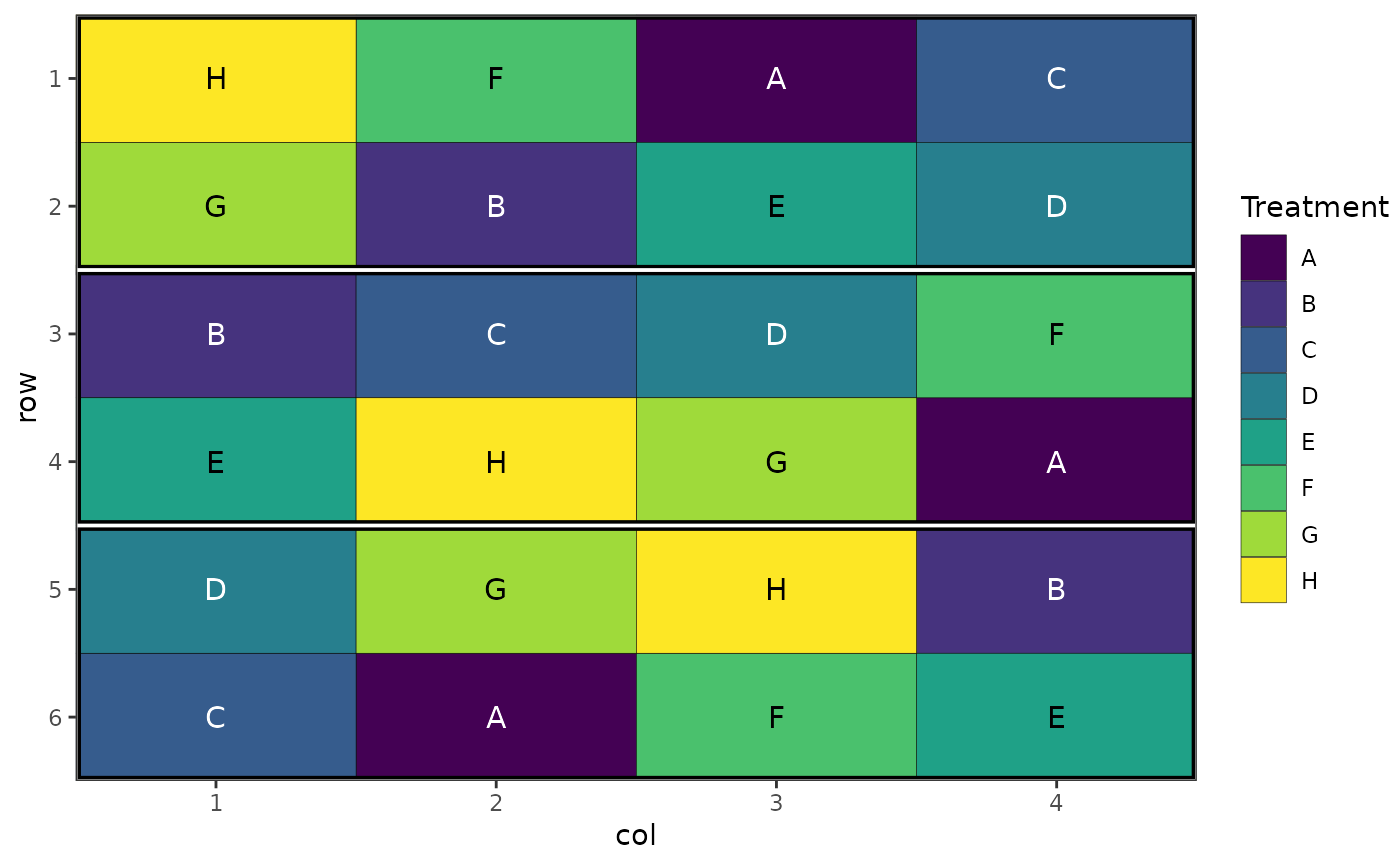 1 H F A C
2 G B E D
Treatment
A
B
3 B C D F
C
row
D
4 E H G A
E
F
G
5 D G H B
H
6 C A F E
1 2 3 4
col